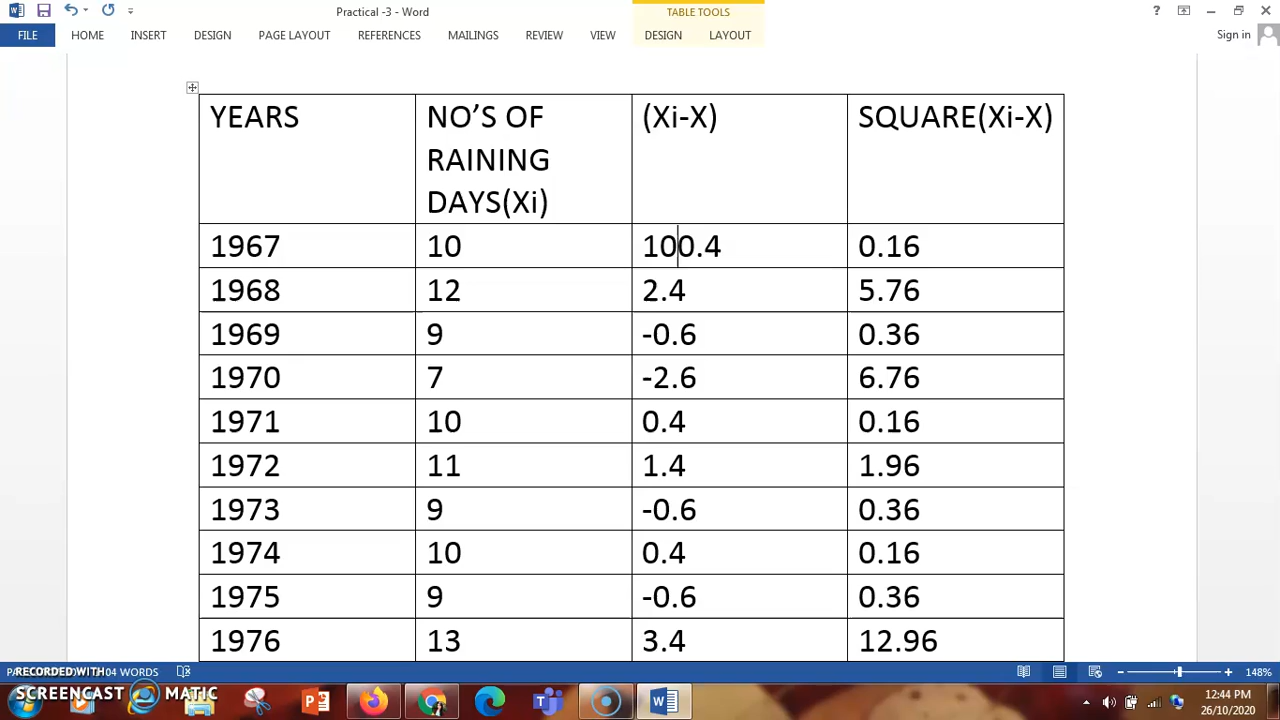 Practical -3 - Word
TABLE TOOLS
?
FILE HOME INSERT DESIGN PAGE LAYOUT REFERENCES MAILINGS REVIEW VIEW DESIGN LAYOUT Sign in
YEARS NO’S OF RAINING DAYS(Xi) (Xi-X) SQUARE(Xi-X)
1967 10 100.4 0.16
1968 12 2.4 5.76
1969 9 -0.6 0.36
1970 7 -2.6 6.76
1971 10 0.4 0.16
1972 11 1.4 1.96
1973 9 -0.6 0.36
1974 10 0.4 0.16
1975 9 -0.6 0.36
1976 13 3.4 12.96
RECORDED WITH
04 WORDS 148%
SCREENCAST MATIC
12:44 PM
26/10/2020